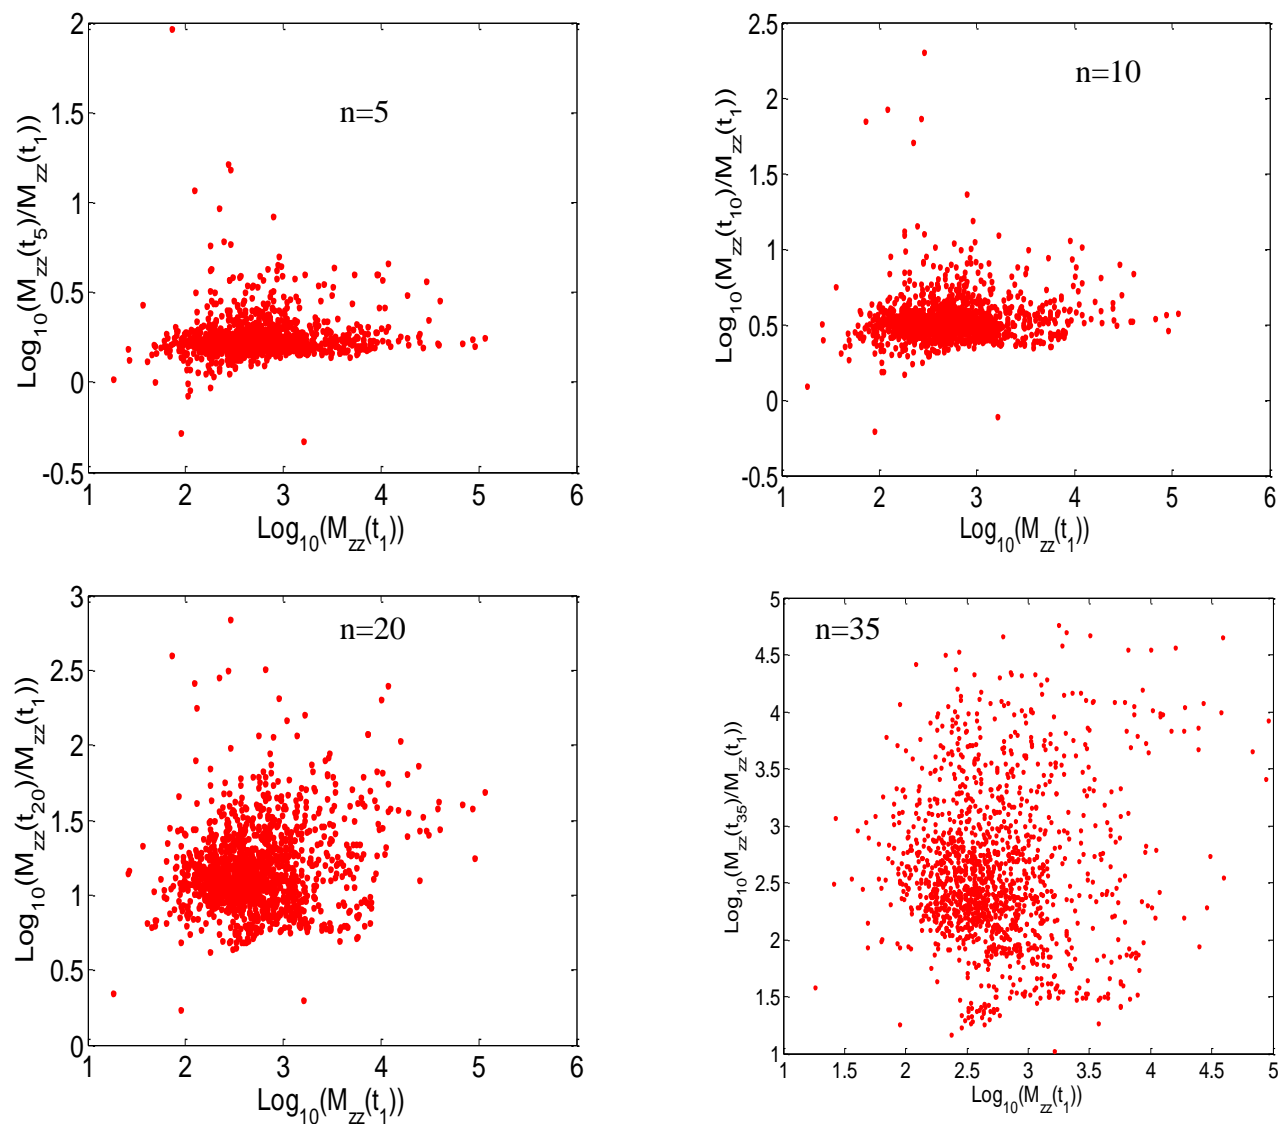 2
1.5
1
0.5
0
-0.5
1 2 3 4 5 6
n=5
Log10(Mzz(t5)/Mzz(t1))
Log10(Mzz(t1))
2.5
2
1.5
1
0.5
0
-0.5
1 2 3 4 5 6
n=10
Log10(Mzz(t10)/Mzz(t1)
Log10(Mzz(t1))
3
2.5
2
1.5
1
0.5
0
1 2 3 4 5 6
n=20
Log10(Mzz(t20)/Mzz(t1))
Log10(Mzz(t1))
5
4.5
4
3.5
3
2.5
2
1.5
1
1 1.5 2 2.5 3 3.5 4 4.5 5
n=35
Log10(Mzz(t35)/Mzz(t1))
Log10(Mzz(t1))